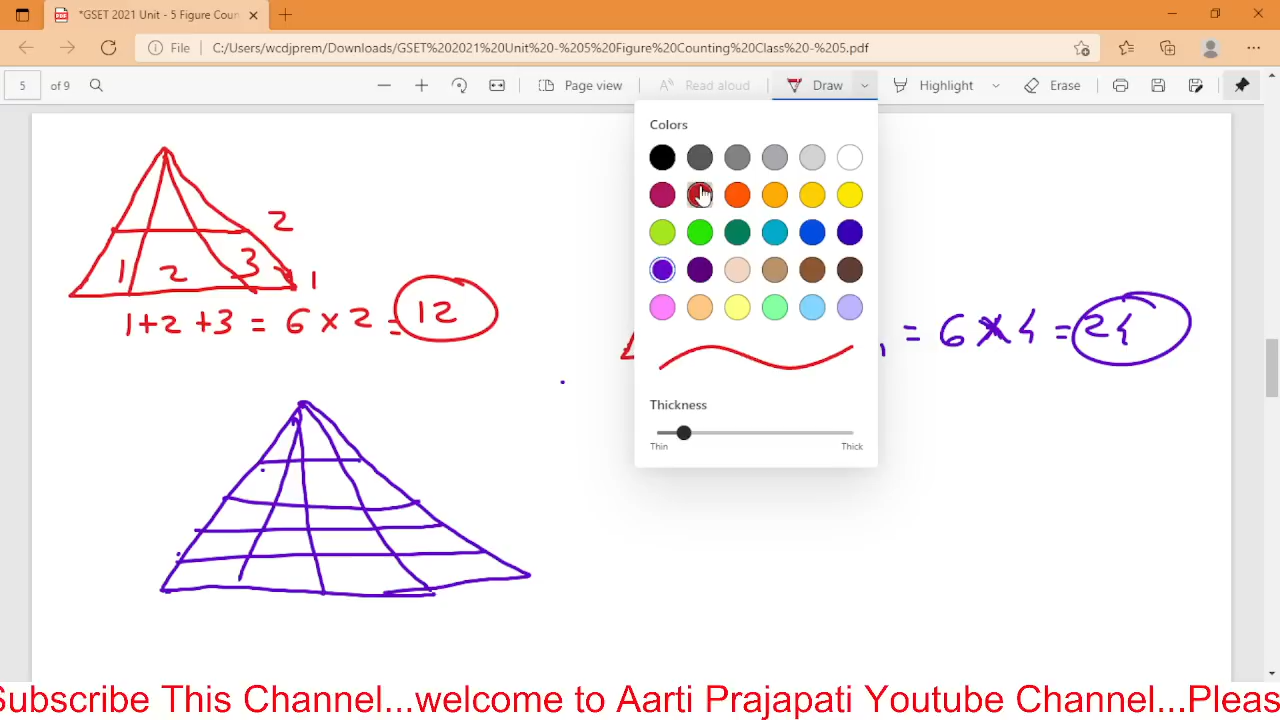 *GSET 2021 Unit - 5 Figure Coun
File C:/Users/wcdjprem/Downloads/GSET%202021%20Unit%20-%205%20Figure%20Counting%20Class%20-%205.pdf
5 of 9 Page view Read aloud Draw Highlight Erase
Colors
2
1 2 3 1
1+2+3 = 6 × 2 = 12
= 6 × 4 = 24
Thickness
Thin Thick
Subscribe This Channel...welcome to Aarti Prajapati Youtube Channel...Pleas